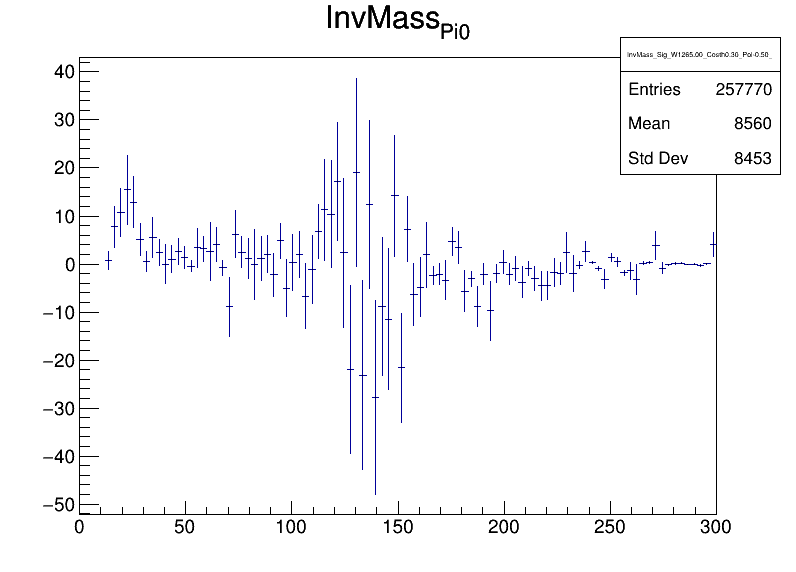 InvMass_Pi0
InvMass_Sig_W1265.00_Costh0.30_Pol-0.50_
Entries 257770
Mean 8560
Std Dev 8453
40
30
20
10
0
−10
−20
−30
−40
−50
0 50 100 150 200 250 300